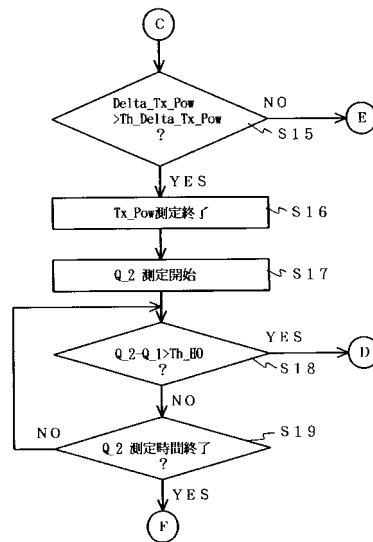 C
Delta_Tx_Pow
>Th_Delta_Tx_Pow
?
NO
E
S15
YES
Tx_Pow測定終了
S16
Q_2 測定開始
S17
Q_2-Q_1>Th_HO
?
YES
D
S18
NO
NO
Q_2 測定時間終了
?
S19
YES
F